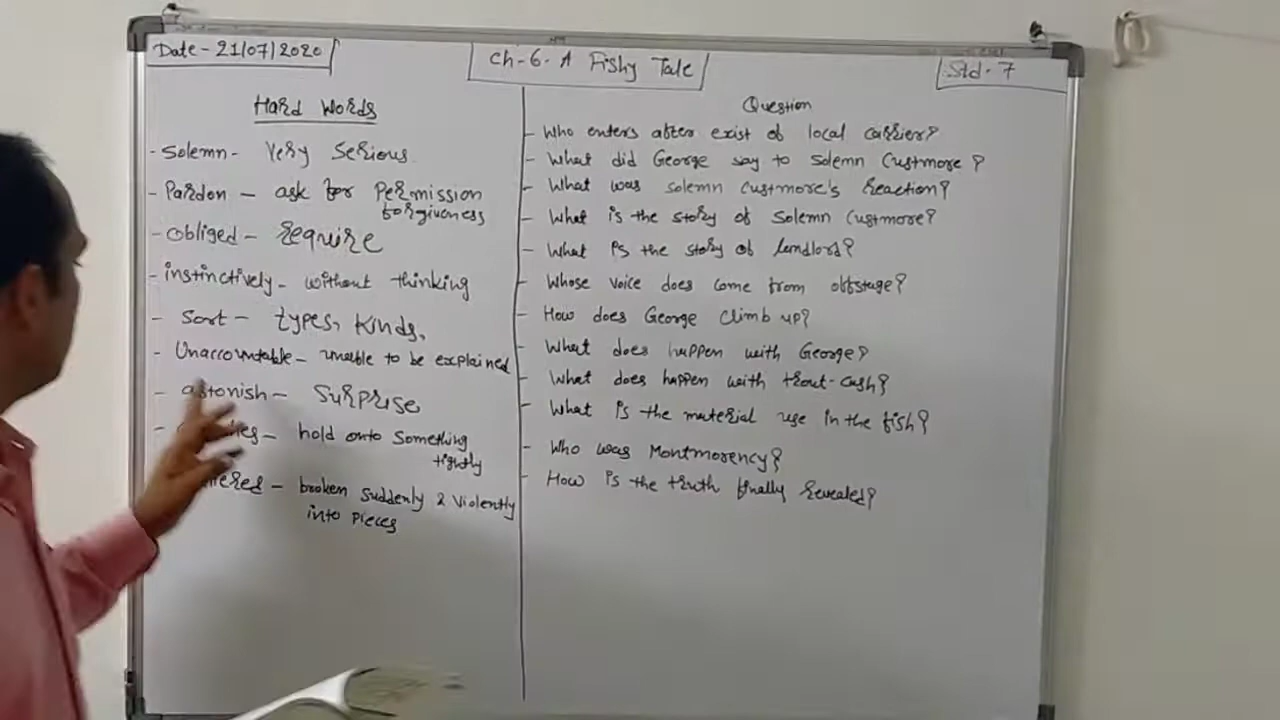 Date - 21/07/2020
Ch-6. A Fishy Tale
Std - 7
Hard Words
- Solemn - Very Serious
- Pardon - ask for Permission
forgiveness
- Obliged - Require
- instinctively - without thinking
- Sort - types, Kinds,
- Unaccountable - unable to be explained
- astonish - Surprise
- hold onto something
tightly
- broken suddenly & violently
into pieces
Question
- Who enters after exist of local carrier?
- What did George say to Solemn Custmore?
- What was solemn custmore's reaction?
- What is the story of Solemn Custmore?
- What is the story of landlord?
- Whose voice does come from offstage?
- How does George climb up?
- What does happen with George?
- What does happen with trout-cash?
- What is the material use in the fish?
- Who was Montmorency?
- How is the truth finally revealed?